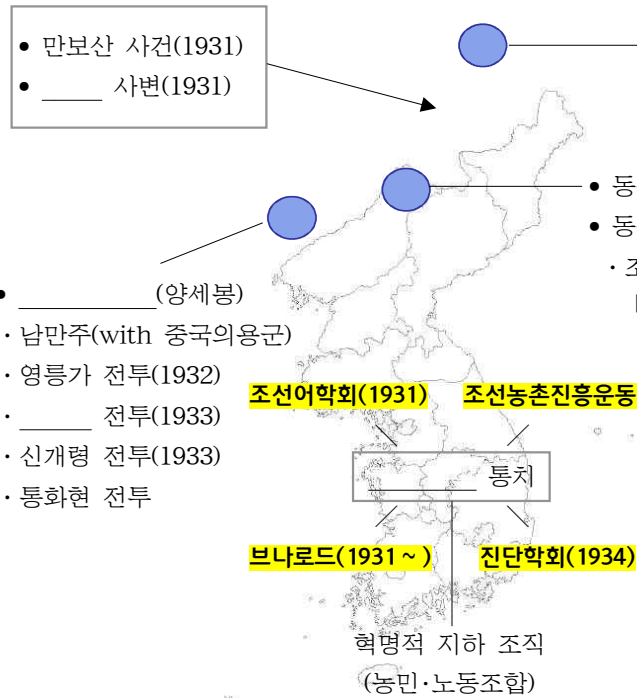 • 만보산 사건(1931)
• ____ 사변(1931)
• 동
• 동
· 조
• _________(양세봉)
· 남만주(with 중국의용군)
· 영릉가 전투(1932)
· _____ 전투(1933)
· 신개령 전투(1933)
· 통화현 전투
조선어학회(1931) 조선농촌진흥운동
_________ 통치
브나로드(1931 ~ ) 진단학회(1934)
혁명적 지하 조직
(농민·노동조합)